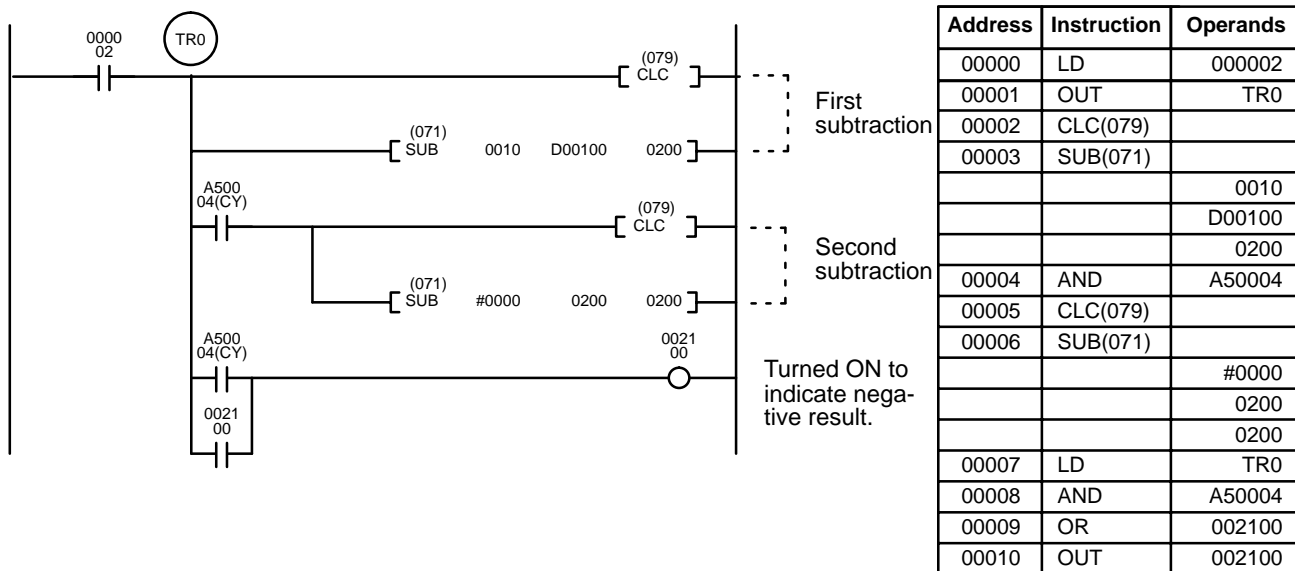 0000
02
TR0
(079)
CLC
First
subtraction
(071)
SUB 0010 D00100 0200
A500
04(CY)
(079)
CLC
Second
subtraction
(071)
SUB #0000 0200 0200
A500
04(CY)
0021
00
Turned ON to
indicate nega-
tive result.
0021
00
Address Instruction Operands
00000 LD 000002
00001 OUT TR0
00002 CLC(079)
00003 SUB(071)
0010
D00100
0200
00004 AND A50004
00005 CLC(079)
00006 SUB(071)
#0000
0200
0200
00007 LD TR0
00008 AND A50004
00009 OR 002100
00010 OUT 002100